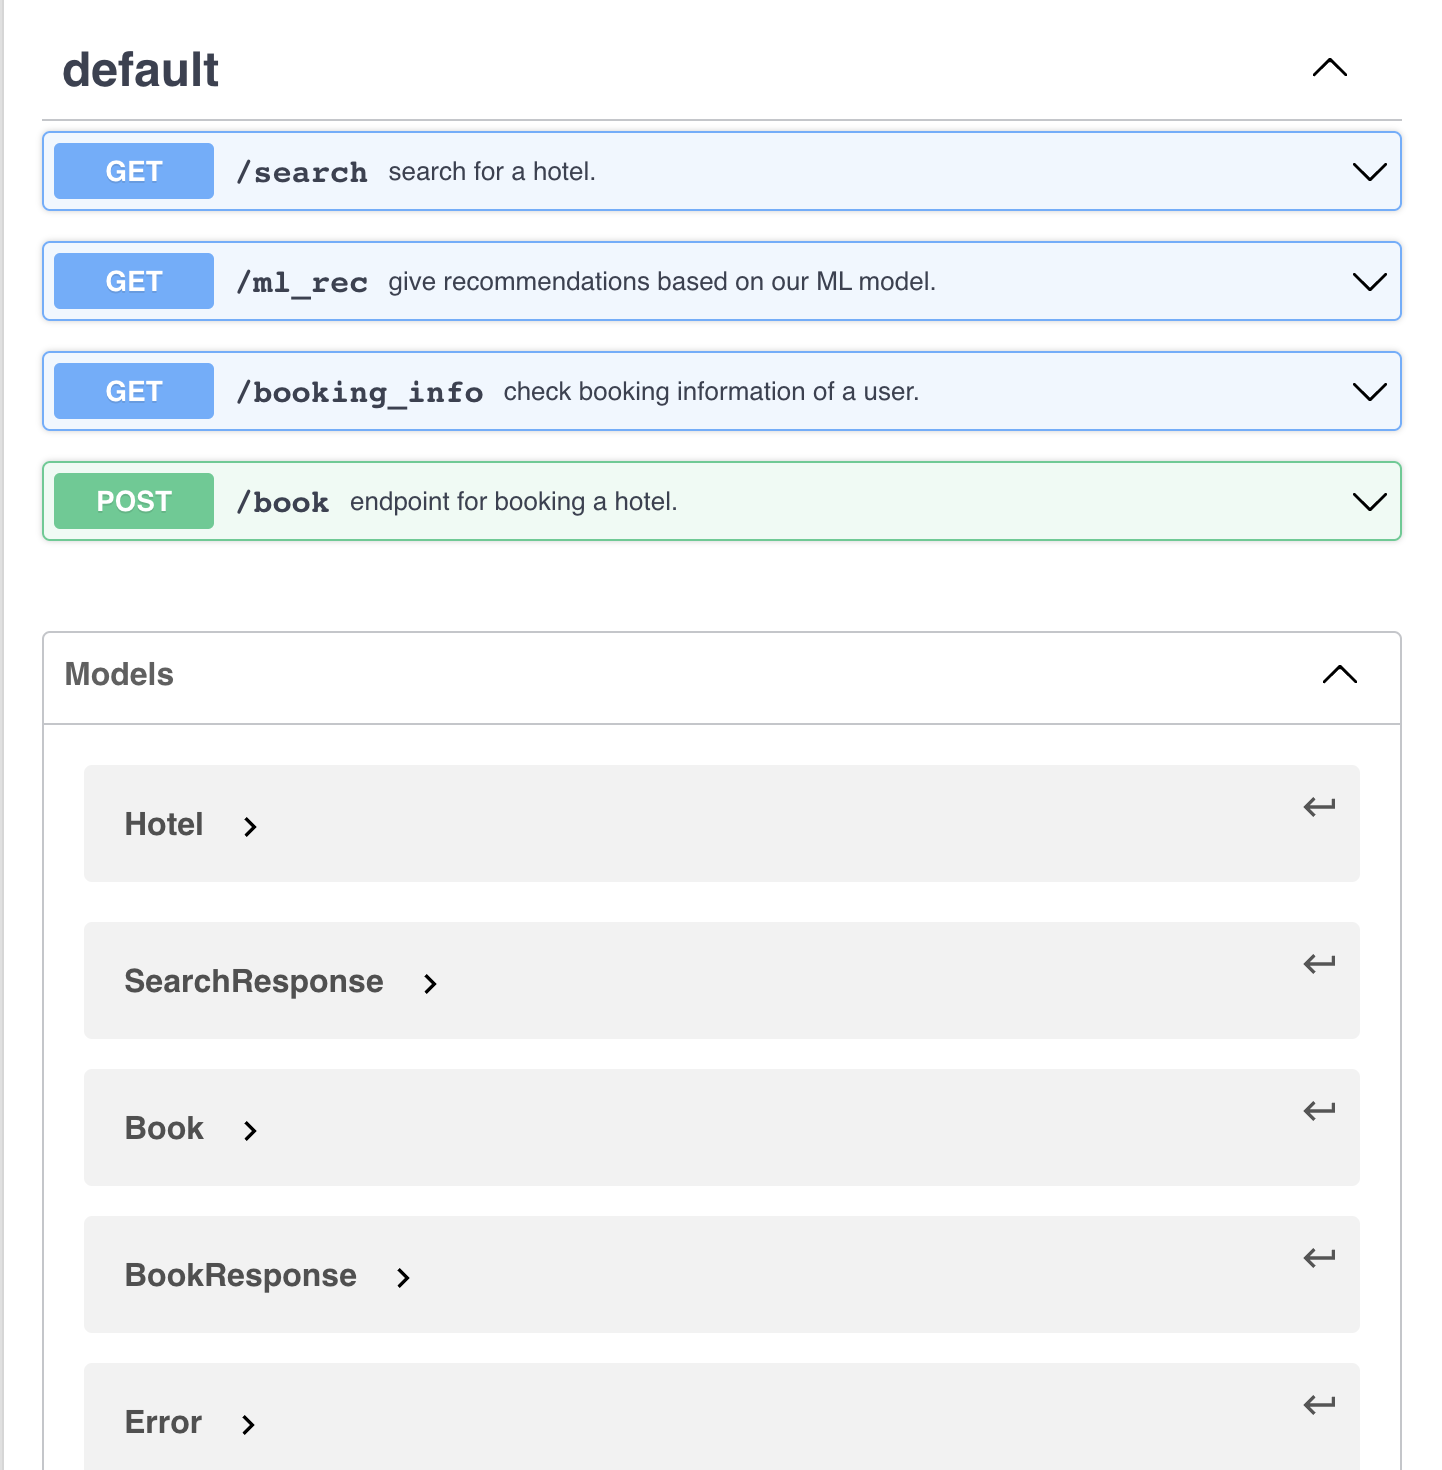 default
GET /search search for a hotel.
GET /ml_rec give recommendations based on our ML model.
GET /booking_info check booking information of a user.
POST /book endpoint for booking a hotel.
Models
Hotel
SearchResponse
Book
BookResponse
Error